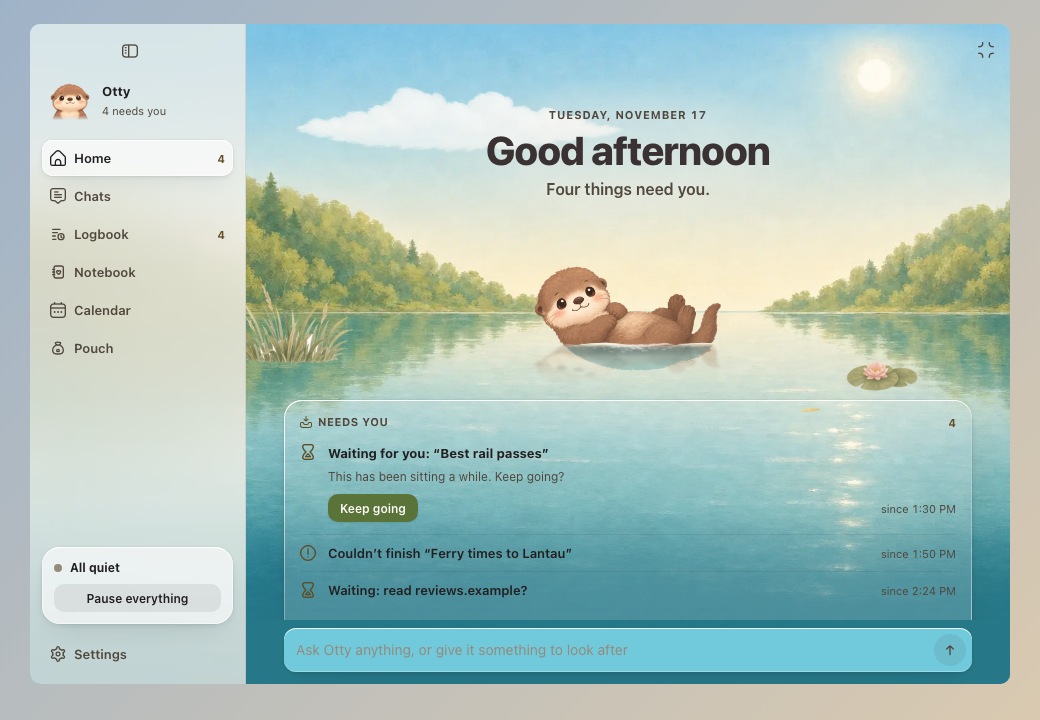 Otty
4 needs you
Home 4
Chats
Logbook 4
Notebook
Calendar
Pouch
All quiet
Pause everything
Settings
TUESDAY, NOVEMBER 17
Good afternoon
Four things need you.
NEEDS YOU 4
Waiting for you: “Best rail passes”
This has been sitting a while. Keep going?
Keep going since 1:30 PM
Couldn’t finish “Ferry times to Lantau” since 1:50 PM
Waiting: read reviews.example? since 2:24 PM
Ask Otty anything, or give it something to look after